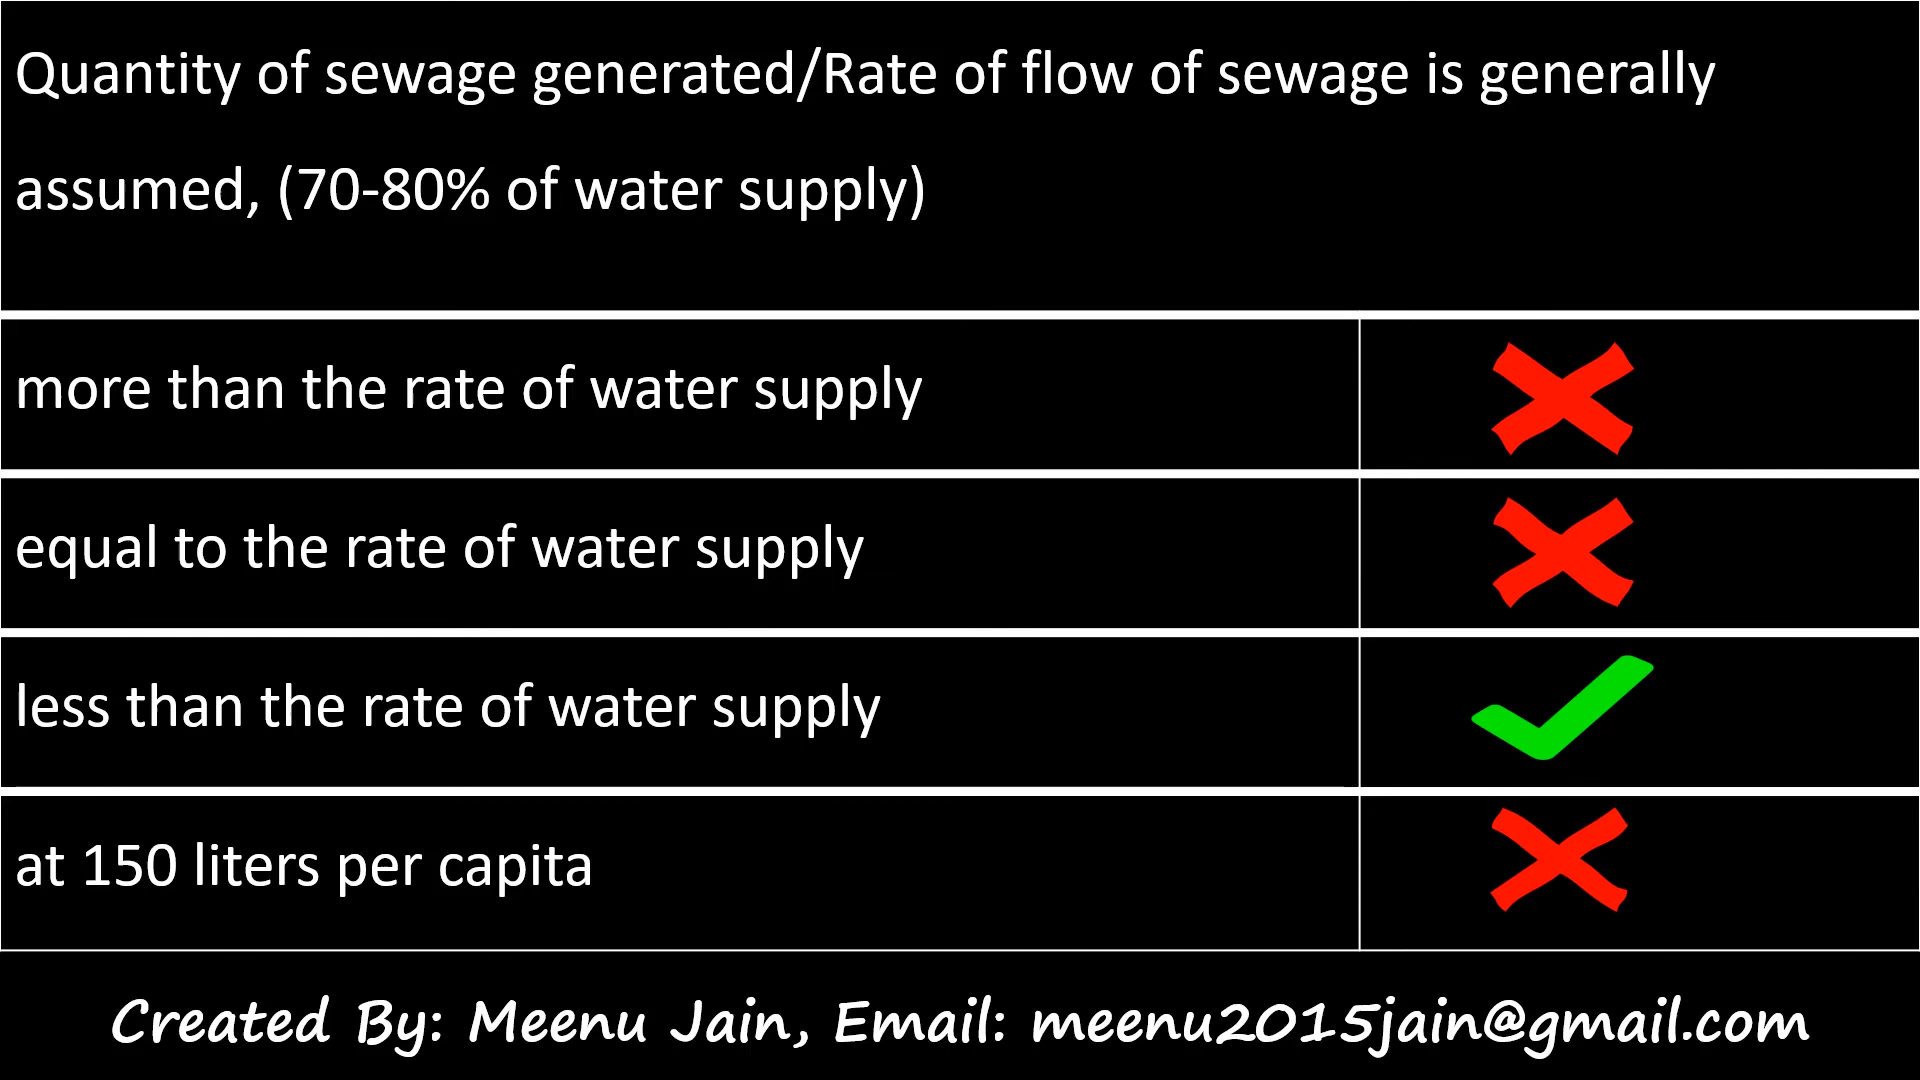 Quantity of sewage generated/Rate of flow of sewage is generally
assumed, (70-80% of water supply)
more than the rate of water supply
equal to the rate of water supply
less than the rate of water supply
at 150 liters per capita
Created By: Meenu Jain, Email: meenu2015jain@gmail.com